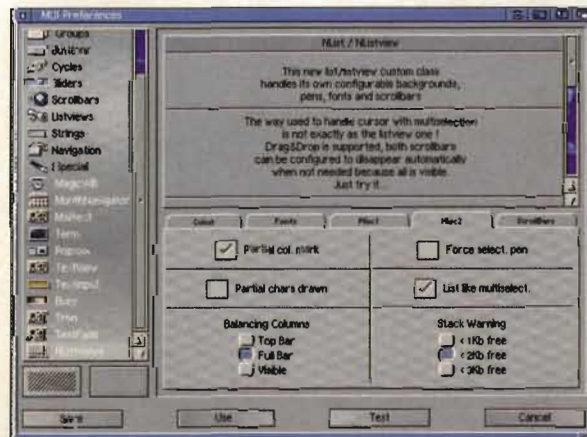 MUI Preferences
Groups
Cycles
Sliders
Scrollbars
Listviews
Strings
Navigation
Special
MonthNavigator
Term
Popbox
TextView
Busy
NList / NListview
This new list/listview custom class
handles its own configurable backgrounds,
pens, fonts and scrollbars
The way used to handle cursor with multiselection
is not exactly as the listview one !
Drag&Drop is supported, both scrollbars
can be configured to disappear automatically
when not needed because all is visible.
Just try it...
Fonts
Misc1
Misc2
Scrollbars
Partial col. mark
Force select. pen
Partial chars drawn
List like multiselect.
Balancing Columns
Stack Warning
Top Bar
< 1Kb free
Full Bar
< 2Kb free
Visible
< 3Kb free
Save
Use
Test
Cancel